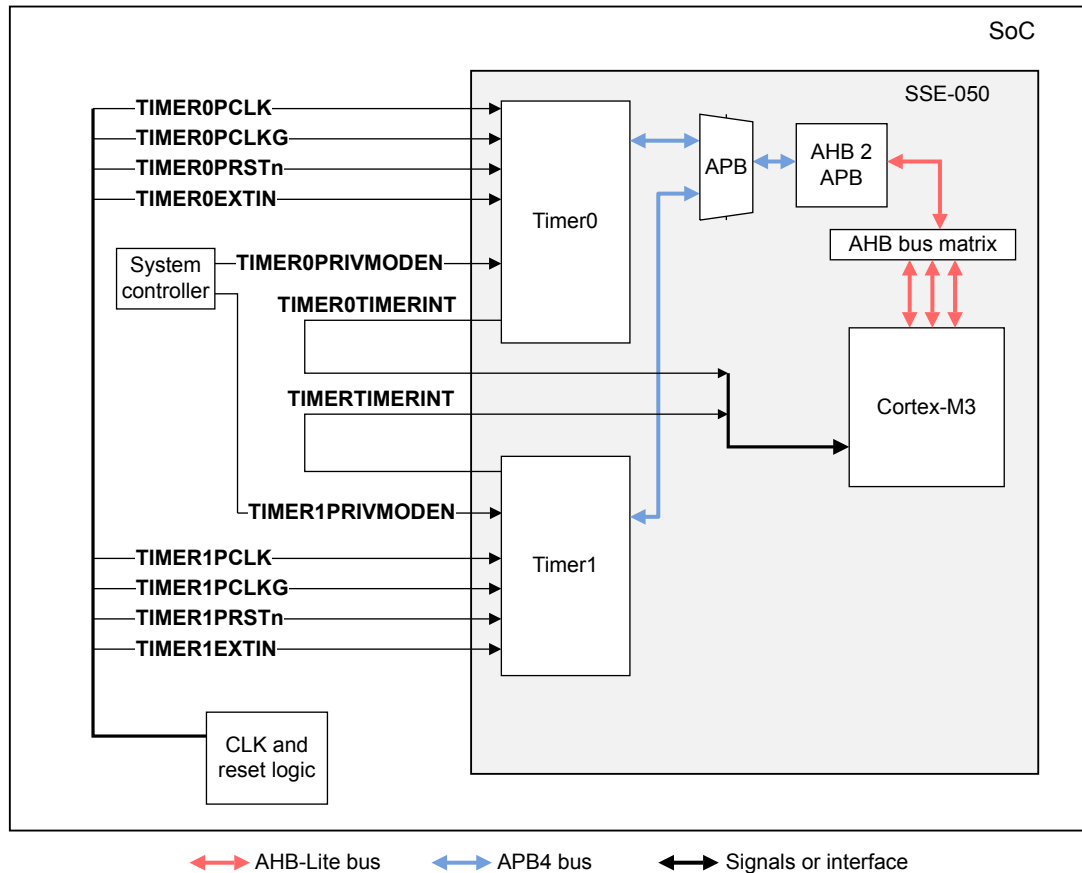 SoC
SSE-050
TIMER0PCLK
TIMER0PCLKG
TIMER0PRSTn
TIMER0EXTIN
Timer0
APB
AHB 2
APB
AHB bus matrix
System
controller
TIMER0PRIVMODEN
TIMER0TIMERINT
TIMERTIMERINT
Cortex-M3
TIMER1PRIVMODEN
TIMER1PCLK
TIMER1PCLKG
TIMER1PRSTn
TIMER1EXTIN
Timer1
CLK and
reset logic
AHB-Lite bus
APB4 bus
Signals or interface